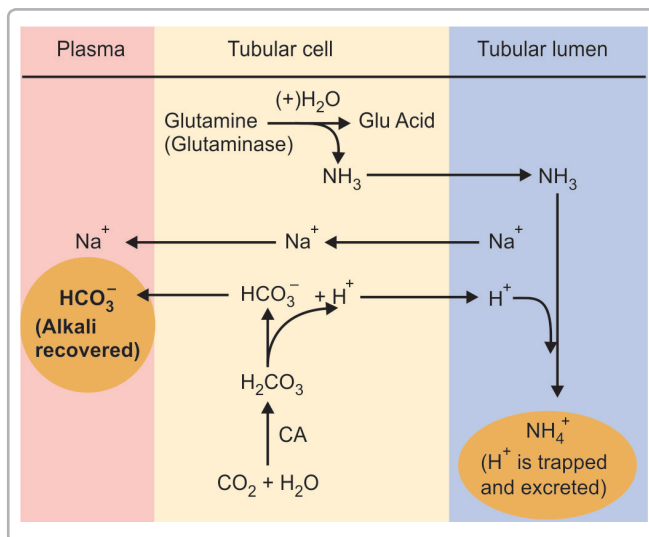 Plasma Tubular cell Tubular lumen
(+)H₂O
Glutamine Glu Acid
(Glutaminase)
NH₃ NH₃
Na⁺ Na⁺ Na⁺
HCO₃⁻ HCO₃⁻ + H⁺ H⁺
(Alkali
recovered)
H₂CO₃
CA
NH₄⁺
(H⁺ is trapped
CO₂ + H₂O and excreted)